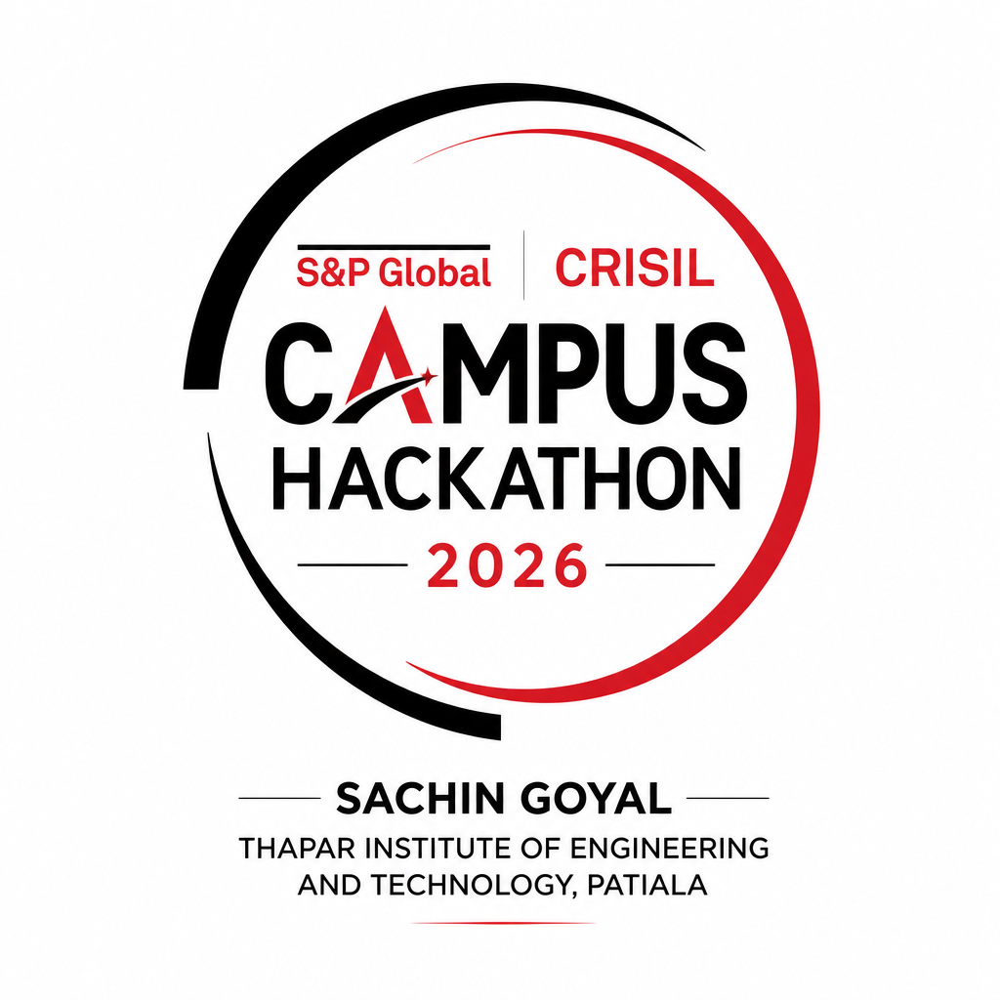 S&P Global CRISIL
CAMPUS
HACKATHON
2026
SACHIN GOYAL
THAPAR INSTITUTE OF ENGINEERING
AND TECHNOLOGY, PATIALA